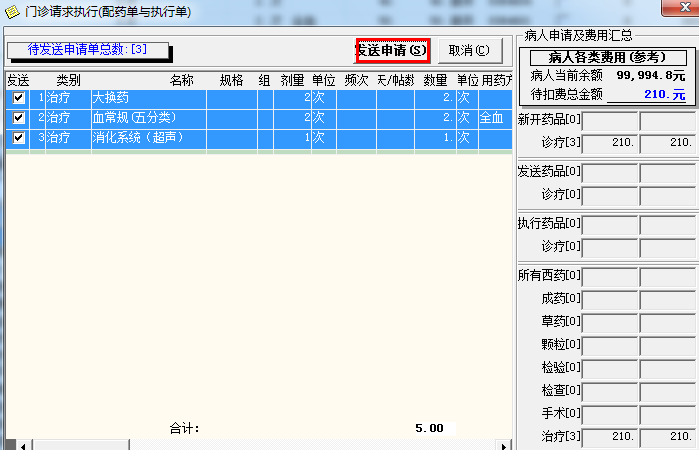 门诊请求执行(配药单与执行单)
待发送申请单总数:[3]
发送申请(S)
取消(C)
发送 类别 名称 规格 组 剂量 单位 频次 天/帖数 数量 单位 用药方
1 治疗 大换药 2 次 2. 次
2 治疗 血常规(五分类) 2 次 2. 次 全血
3 治疗 消化系统（超声） 1 次 1. 次
合计: 5.00
病人申请及费用汇总
病人各类费用(参考)
病人当前余额 99,994.8元
待扣费总金额 210.元
新开药品[0]
诊疗[3] 210. 210.
发送药品[0]
诊疗[0]
执行药品[0]
诊疗[0]
所有西药[0]
成药[0]
草药[0]
颗粒[0]
检验[0]
检查[0]
手术[0]
治疗[3] 210. 210.